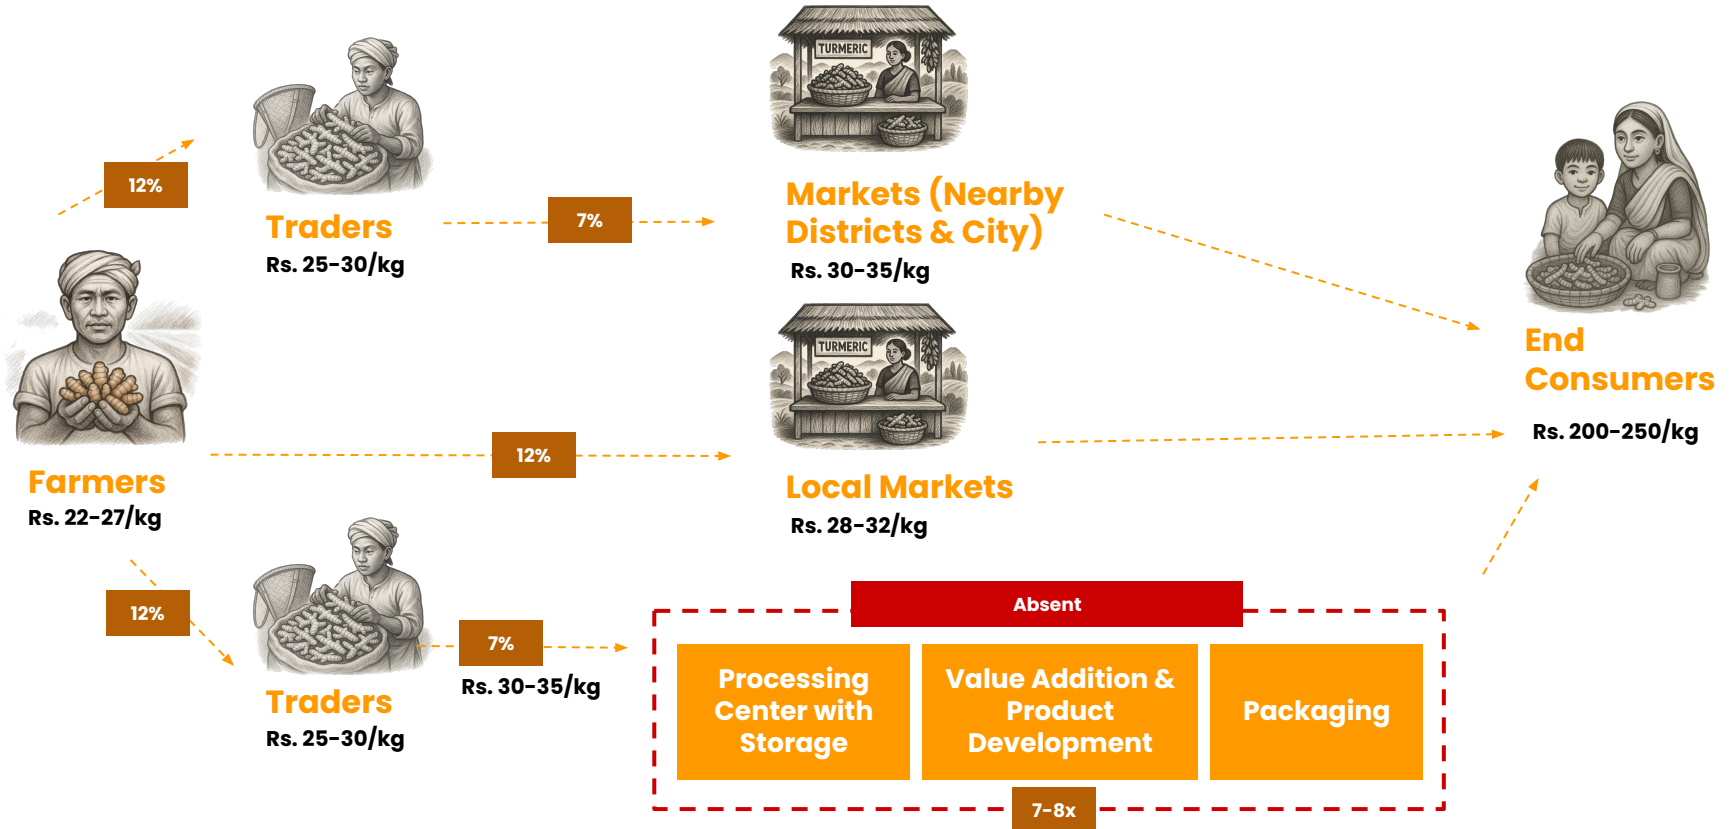 TURMERIC
12%
Traders
Rs. 25-30/kg
7%
Markets (Nearby
Districts & City)
Rs. 30-35/kg
TURMERIC
End
Consumers
Rs. 200-250/kg
12%
Farmers
Rs. 22-27/kg
Local Markets
Rs. 28-32/kg
12%
Traders
Rs. 25-30/kg
7%
Rs. 30-35/kg
Absent
Processing
Center with
Storage
Value Addition &
Product
Development
Packaging
7-8x